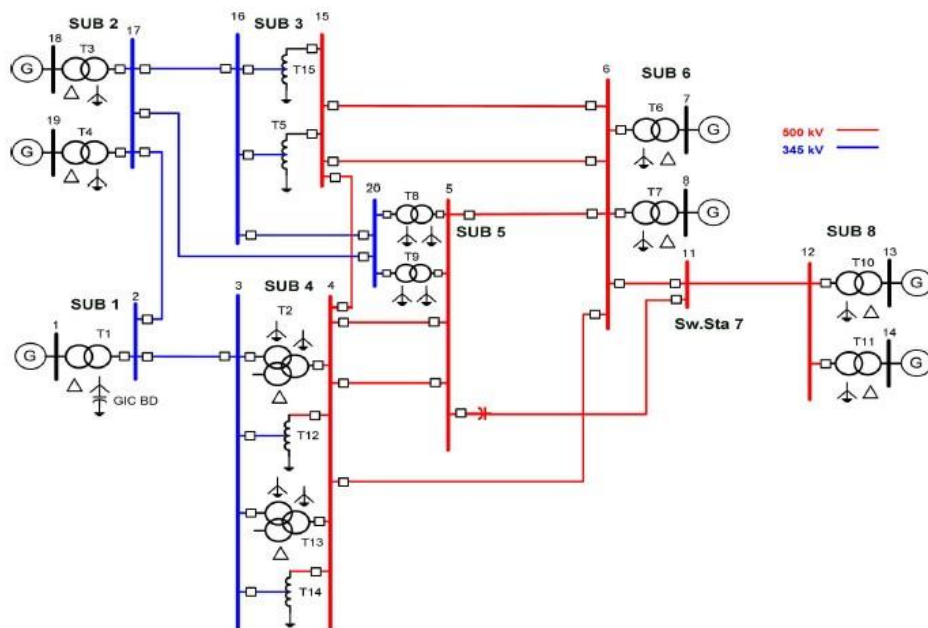 SUB 2
17
16
SUB 3
15
18
G
T3
T15
19
G
T4
T5
6
SUB 6
T6
7
G
500 kV
345 kV
20
T8
5
SUB 5
T7
8
G
T9
SUB 1
2
3
SUB 4
4
T2
11
Sw.Sta 7
12
SUB 8
T10
13
G
1
G
T1
GIC BD
T11
14
G
T12
T13
T14